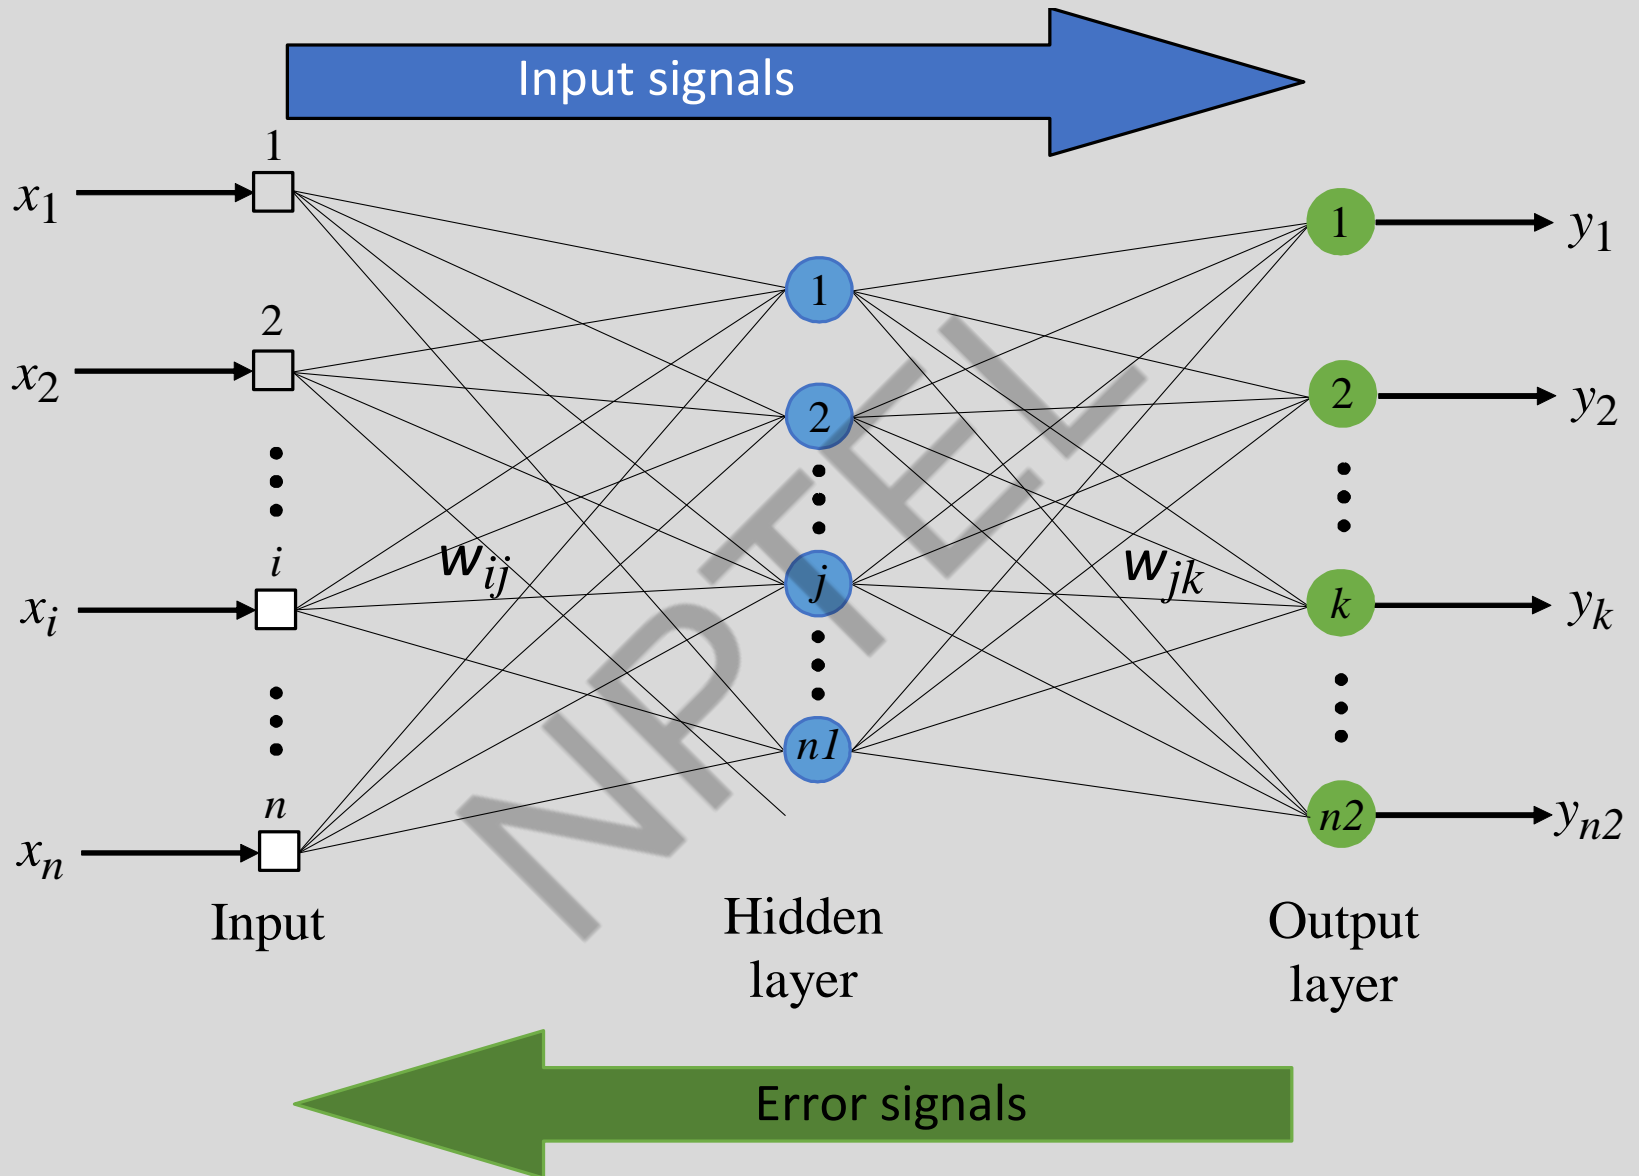 Input signals
1
x1
1
y1
1
2
x2
2
2
y2
i
wij
wjk
xi
j
k
yk
n1
n
n2
yn2
xn
Input
Hidden
layer
Output
layer
Error signals
NPTEL